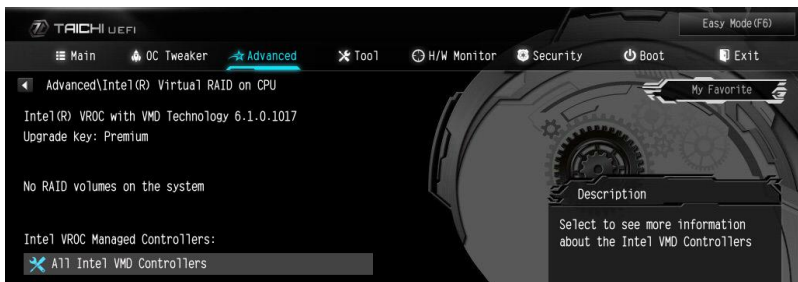 TAICHI UEFI
Easy Mode(F6)
Main OC Tweaker Advanced Tool H/W Monitor Security Boot Exit
Advanced\Intel(R) Virtual RAID on CPU
My Favorite
Intel(R) VROC with VMD Technology 6.1.0.1017
Upgrade Key: Premium
No RAID volumes on the system
Description
Select to see more information
about the Intel VMD Controllers
Intel VROC Managed Controllers:
All Intel VMD Controllers